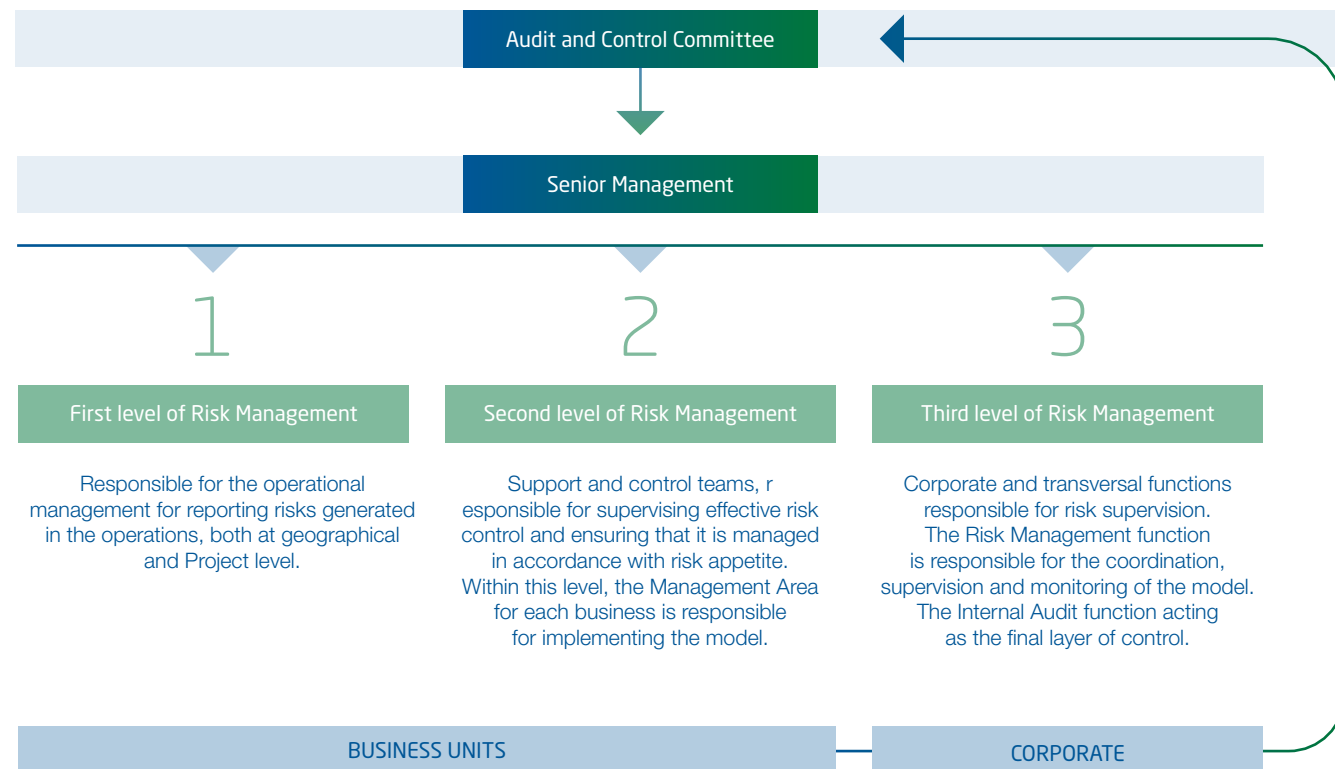 Audit and Control Committee
Senior Management
1
First level of Risk Management
Responsible for the operational
management for reporting risks generated
in the operations, both at geographical
and Project level.
2
Second level of Risk Management
Support and control teams, r
esponsible for supervising effective risk
control and ensuring that it is managed
in accordance with risk appetite.
Within this level, the Management Area
for each business is responsible
for implementing the model.
3
Third level of Risk Management
Corporate and transversal functions
responsible for risk supervision.
The Risk Management function
is responsible for the coordination,
supervision and monitoring of the model.
The Internal Audit function acting
as the final layer of control.
BUSINESS UNITS
CORPORATE